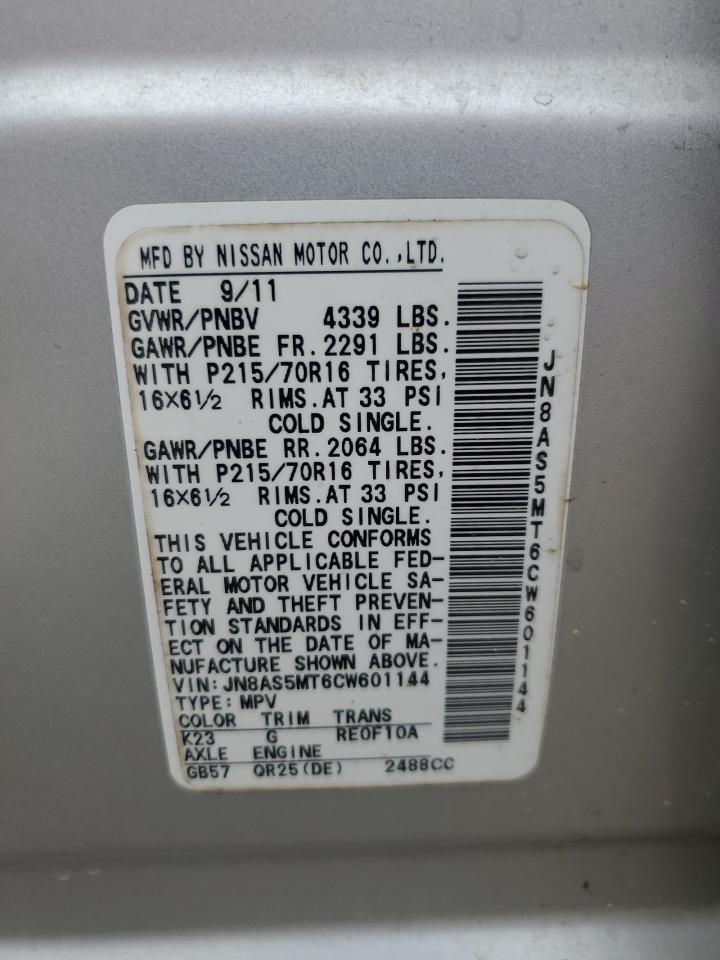 MFD BY NISSAN MOTOR CO.,LTD.
DATE 9/11
GVWR/PNBV 4339 LBS.
GAWR/PNBE FR. 2291 LBS.
WITH P215/70R16 TIRES,
16×6½ RIMS. AT 33 PSI
COLD SINGLE.
GAWR/PNBE RR. 2064 LBS.
WITH P215/70R16 TIRES,
16×6½ RIMS. AT 33 PSI
COLD SINGLE.
THIS VEHICLE CONFORMS
TO ALL APPLICABLE FED-
ERAL MOTOR VEHICLE SA-
FETY AND THEFT PREVEN-
TION STANDARDS IN EFF-
ECT ON THE DATE OF MA-
NUFACTURE SHOWN ABOVE.
VIN: JN8AS5MT6CW601144
TYPE: MPV
COLOR TRIM TRANS
K23 G RE0F10A
AXLE ENGINE
GB57 QR25(DE) 2488CC
JN8AS5MT6CW601144